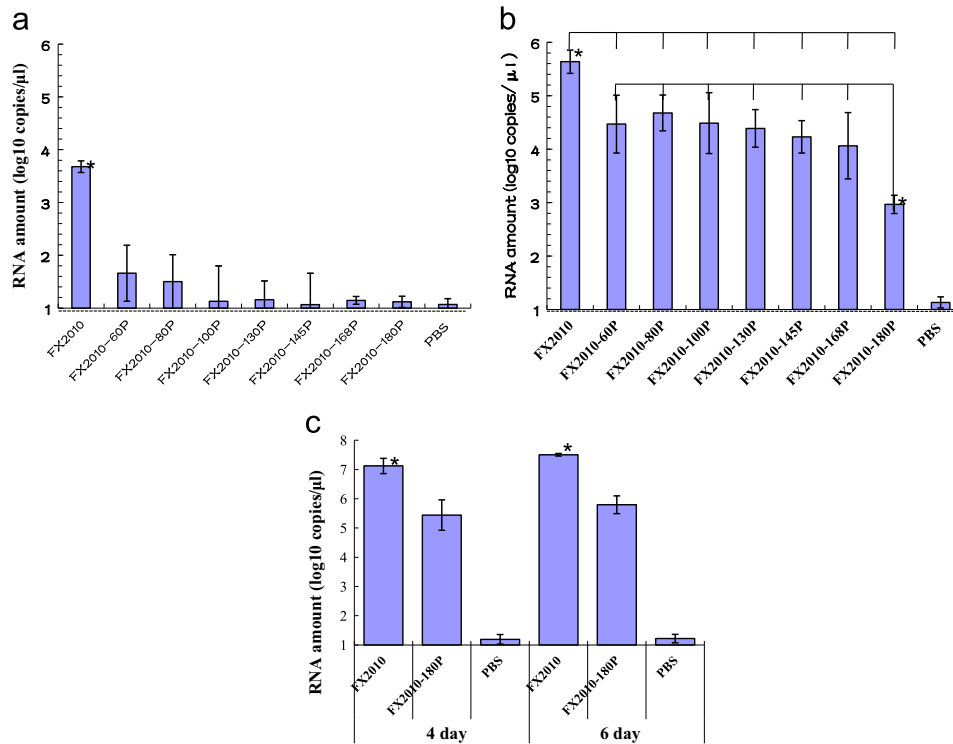 a
RNA amount (log10 copies/μl)
6
5
4
3
2
1
*
FX2010
FX2010-60P
FX2010-80P
FX2010-100P
FX2010-130P
FX2010-145P
FX2010-168P
FX2010-180P
PBS
b
RNA amount (log10 copies/ μl)
6
5
4
3
2
1
*
*
FX2010
FX2010-60P
FX2010-80P
FX2010-100P
FX2010-130P
FX2010-145P
FX2010-168P
FX2010-180P
PBS
c
RNA amount (log10 copies/μl)
8
7
6
5
4
3
2
1
*
*
FX2010
FX2010-180P
PBS
FX2010
FX2010-180P
PBS
4 day
6 day